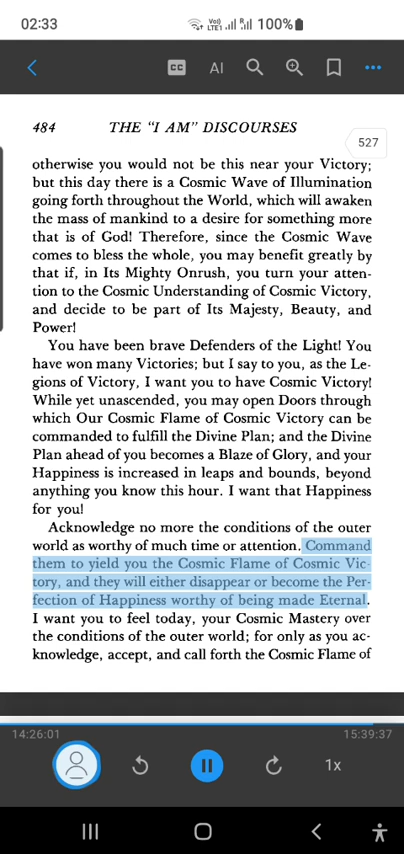 02:33
Vo)) LTE1 R 100%
CC AI
484 THE "I AM" DISCOURSES
527
otherwise you would not be this near your Victory;
but this day there is a Cosmic Wave of Illumination
going forth throughout the World, which will awaken
the mass of mankind to a desire for something more
that is of God! Therefore, since the Cosmic Wave
comes to bless the whole, you may benefit greatly by
that if, in Its Mighty Onrush, you turn your atten-
tion to the Cosmic Understanding of Cosmic Victory,
and decide to be part of Its Majesty, Beauty, and
Power!
You have been brave Defenders of the Light! You
have won many Victories; but I say to you, as the Le-
gions of Victory, I want you to have Cosmic Victory!
While yet unascended, you may open Doors through
which Our Cosmic Flame of Cosmic Victory can be
commanded to fulfill the Divine Plan; and the Divine
Plan ahead of you becomes a Blaze of Glory, and your
Happiness is increased in leaps and bounds, beyond
anything you know this hour. I want that Happiness
for you!
Acknowledge no more the conditions of the outer
world as worthy of much time or attention. Command
them to yield you the Cosmic Flame of Cosmic Vic-
tory, and they will either disappear or become the Per-
fection of Happiness worthy of being made Eternal.
I want you to feel today, your Cosmic Mastery over
the conditions of the outer world; for only as you ac-
knowledge, accept, and call forth the Cosmic Flame of
14:26:01 15:39:37
1x